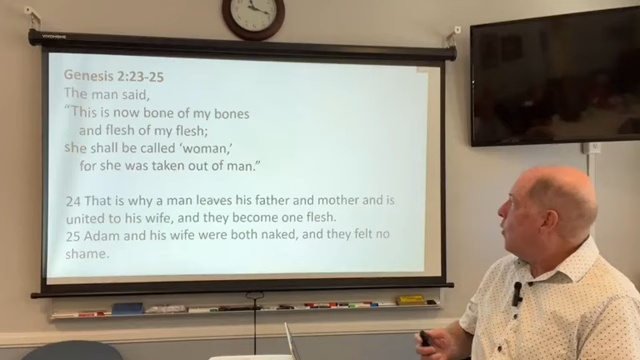 Genesis 2:23-25
The man said,
“This is now bone of my bones
and flesh of my flesh;
she shall be called ‘woman,’
for she was taken out of man.”
24 That is why a man leaves his father and mother and is
united to his wife, and they become one flesh.
25 Adam and his wife were both naked, and they felt no
shame.